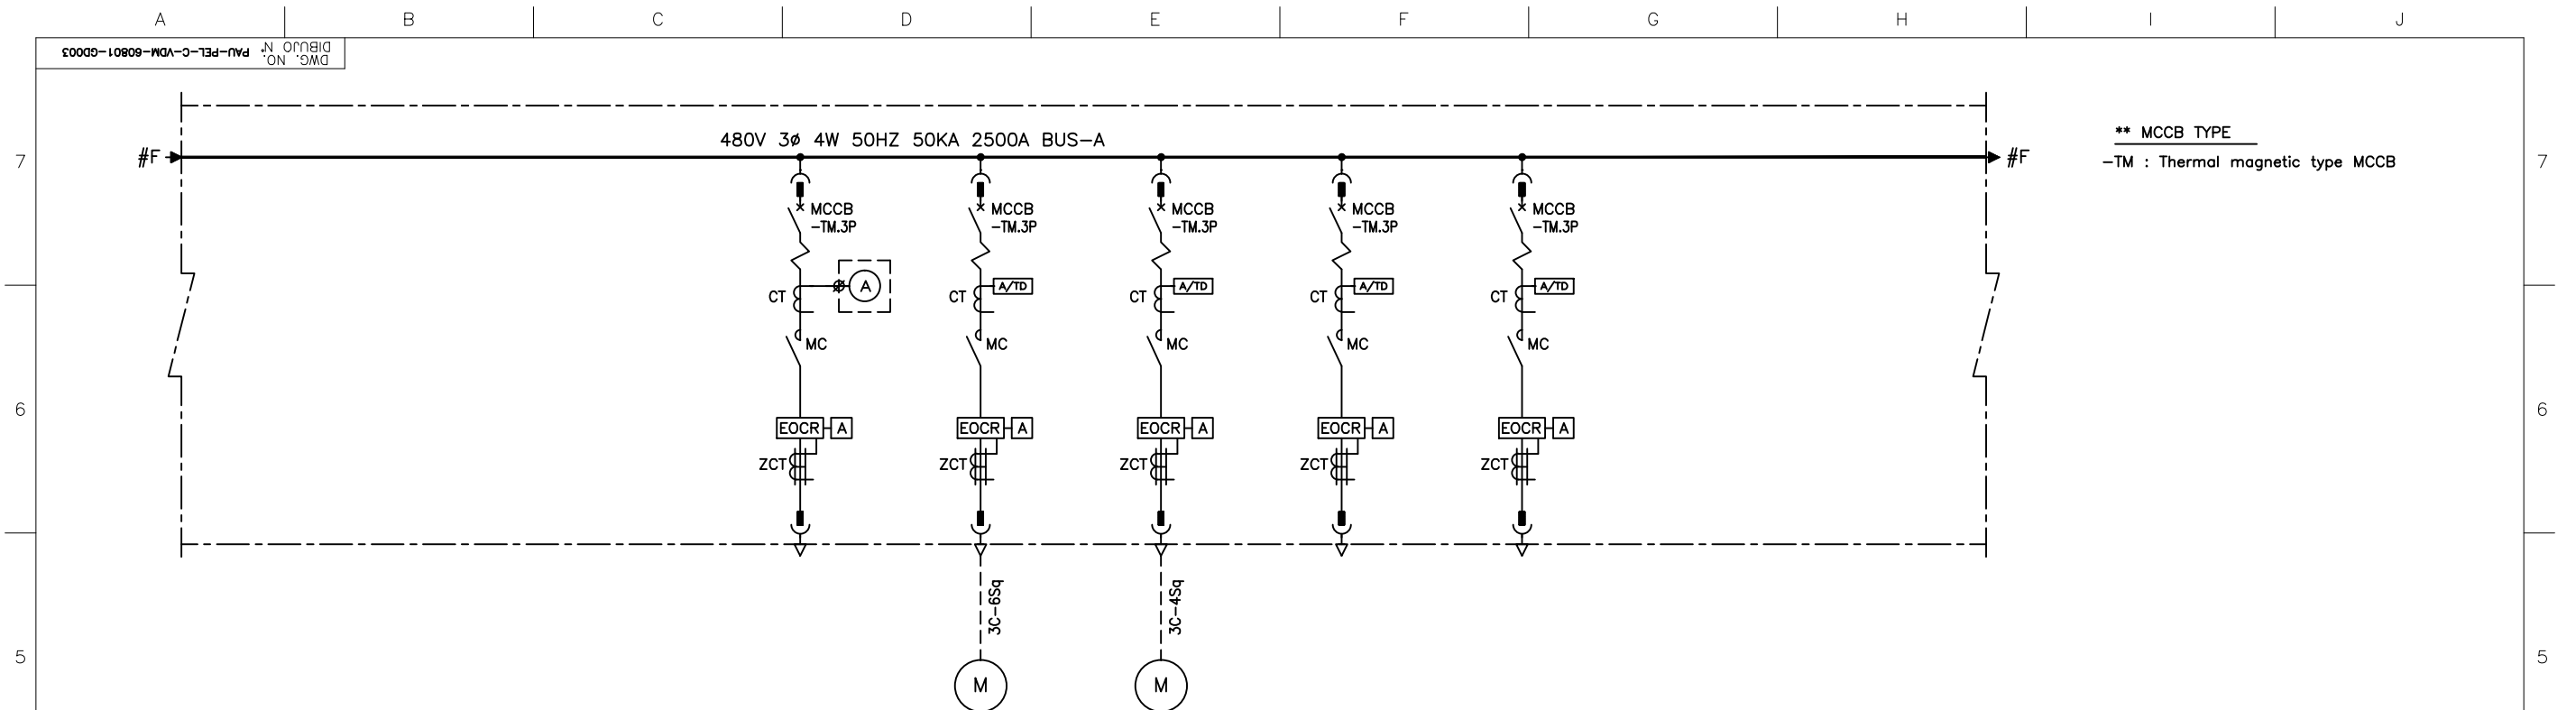 A B C D E F G H I J
DWG. NO.
DIBUJO N° PAU-PEL-C-VDM-60801-GD003
480V 3ø 4W 50HZ 50KA 2500A BUS-A
** MCCB TYPE
7 #F #F -TM : Thermal magnetic type MCCB 7
MCCB MCCB MCCB MCCB MCCB
-TM.3P -TM.3P -TM.3P -TM.3P -TM.3P
A A/TD A/TD A/TD A/TD
CT CT CT CT CT
MC MC MC MC MC
6 6
EOCR A EOCR A EOCR A EOCR A EOCR A
ZCT ZCT ZCT ZCT ZCT
3C-6Sq 3C-4Sq
5 5
M M